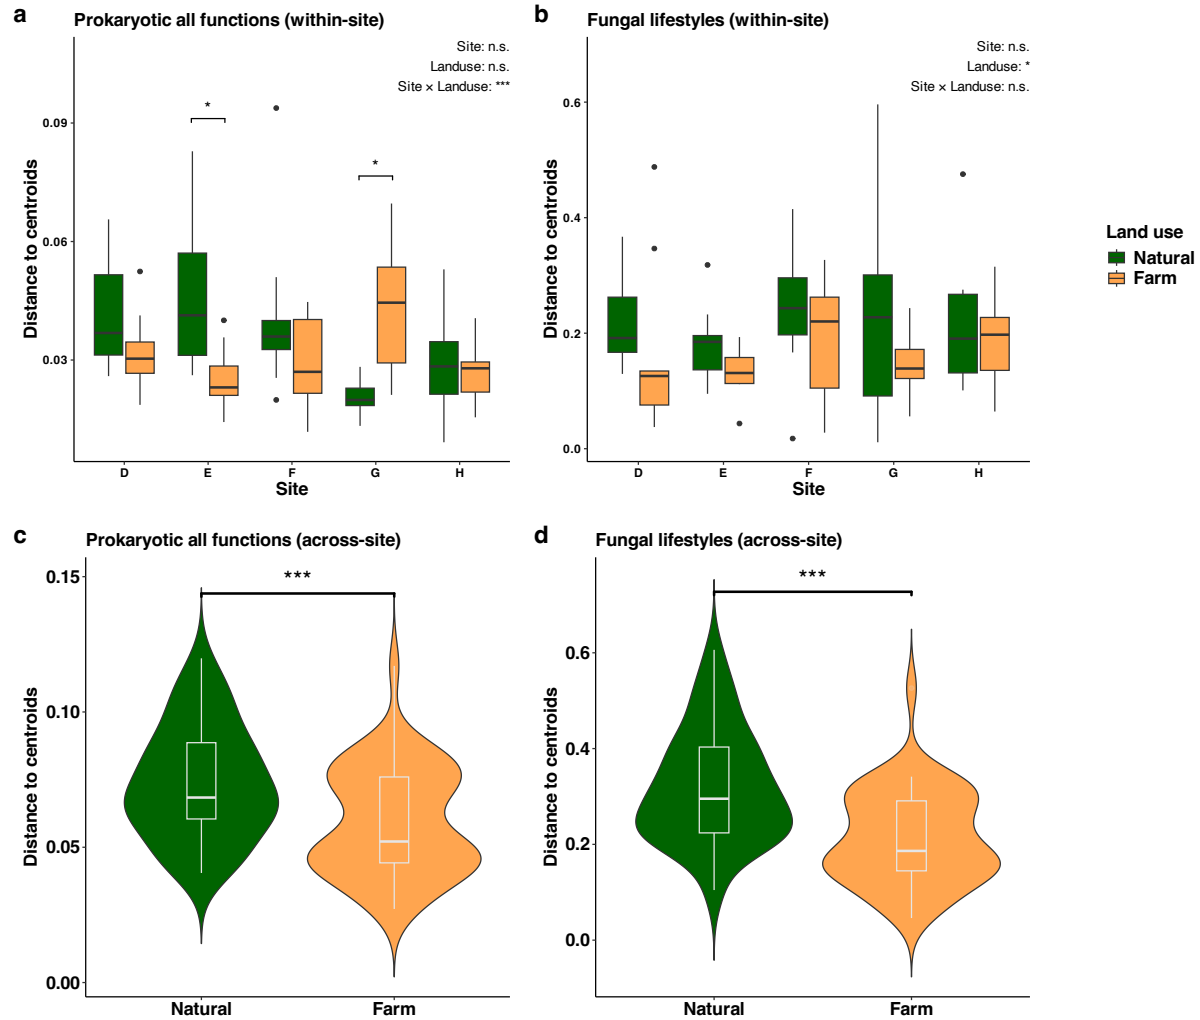 a
Prokaryotic all functions (within-site)
Site: n.s.
Landuse: n.s.
Site × Landuse: ***
*
*
0.09
0.06
0.03
Distance to centroids
D E F G H
Site
b
Fungal lifestyles (within-site)
Site: n.s.
Landuse: *
Site × Landuse: n.s.
0.6
0.4
0.2
0.0
Distance to centroids
D E F G H
Site
Land use
Natural
Farm
c
Prokaryotic all functions (across-site)
***
0.15
0.10
0.05
0.00
Distance to centroids
Natural Farm
d
Fungal lifestyles (across-site)
***
0.6
0.4
0.2
0.0
Distance to centroids
Natural Farm